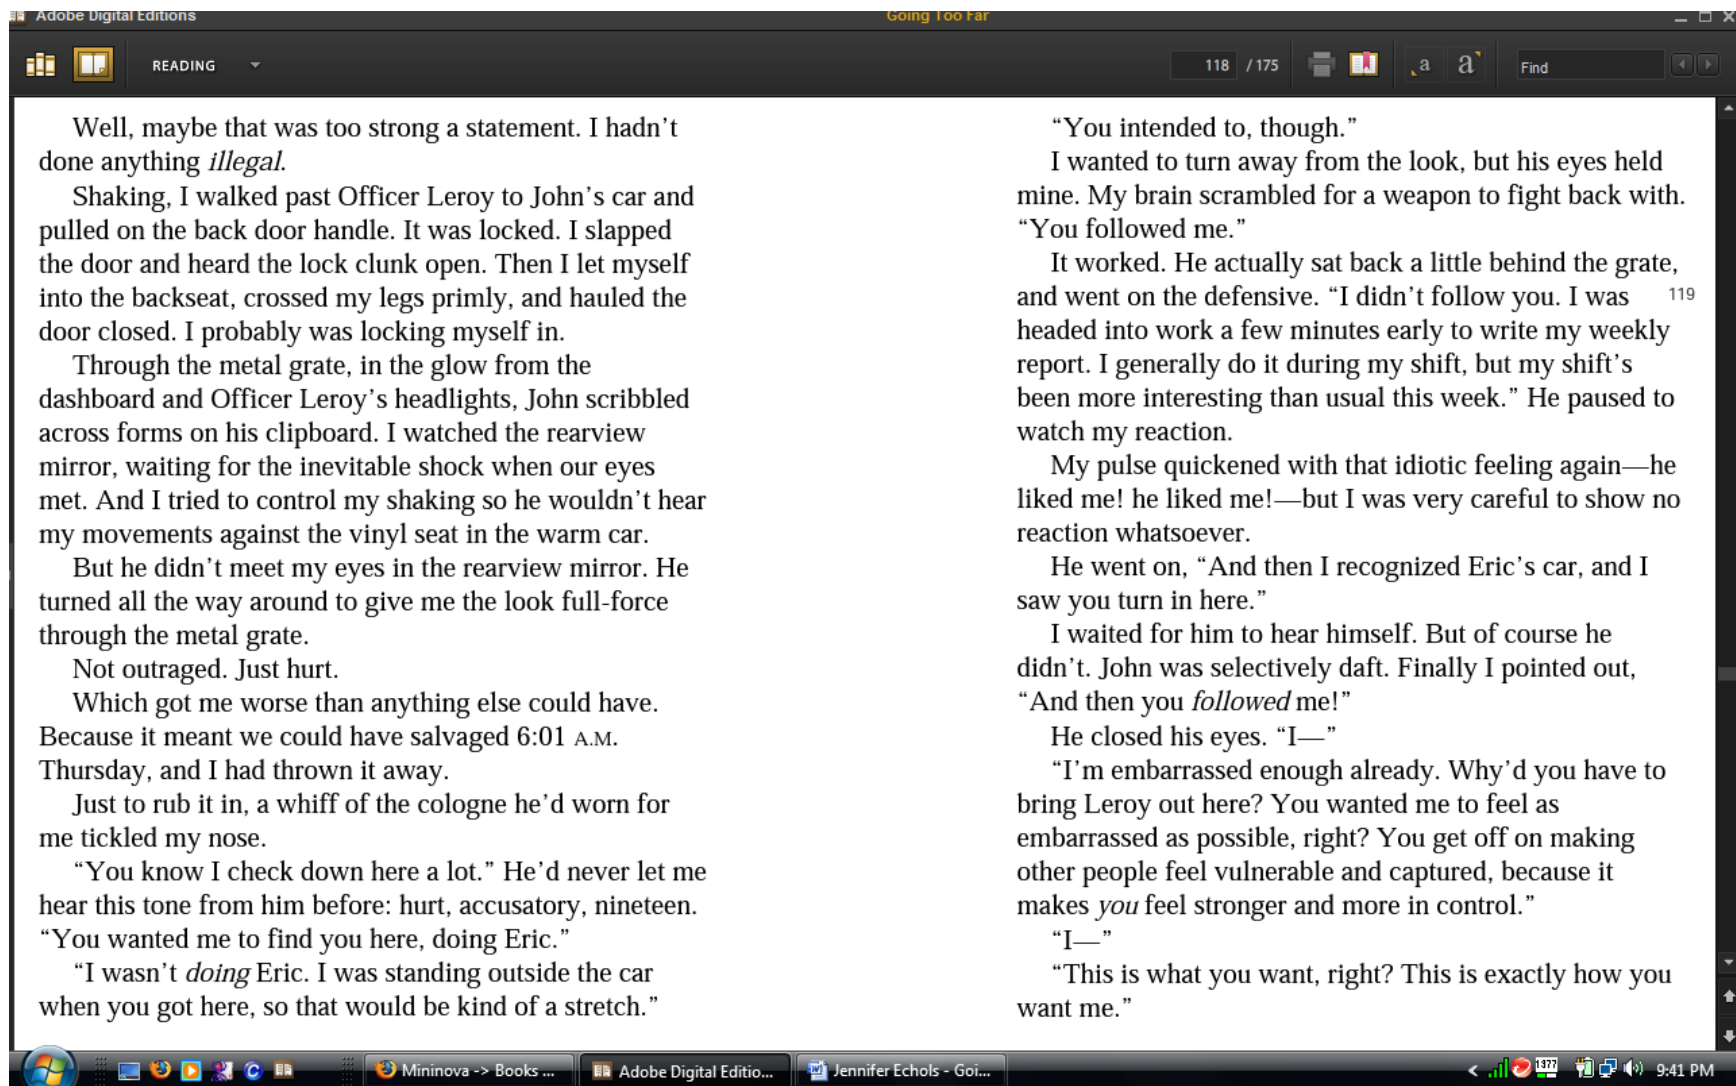 Adobe Digital Editions
Going Too Far
READING
118 / 175
a
a
Find
Well, maybe that was too strong a statement. I hadn’t
done anything illegal.
Shaking, I walked past Officer Leroy to John’s car and
pulled on the back door handle. It was locked. I slapped
the door and heard the lock clunk open. Then I let myself
into the backseat, crossed my legs primly, and hauled the
door closed. I probably was locking myself in.
Through the metal grate, in the glow from the
dashboard and Officer Leroy’s headlights, John scribbled
across forms on his clipboard. I watched the rearview
mirror, waiting for the inevitable shock when our eyes
met. And I tried to control my shaking so he wouldn’t hear
my movements against the vinyl seat in the warm car.
But he didn’t meet my eyes in the rearview mirror. He
turned all the way around to give me the look full-force
through the metal grate.
Not outraged. Just hurt.
Which got me worse than anything else could have.
Because it meant we could have salvaged 6:01 A.M.
Thursday, and I had thrown it away.
Just to rub it in, a whiff of the cologne he’d worn for
me tickled my nose.
“You know I check down here a lot.” He’d never let me
hear this tone from him before: hurt, accusatory, nineteen.
“You wanted me to find you here, doing Eric.”
“I wasn’t doing Eric. I was standing outside the car
when you got here, so that would be kind of a stretch.”
“You intended to, though.”
I wanted to turn away from the look, but his eyes held
mine. My brain scrambled for a weapon to fight back with.
“You followed me.”
It worked. He actually sat back a little behind the grate,
and went on the defensive. “I didn’t follow you. I was
119
headed into work a few minutes early to write my weekly
report. I generally do it during my shift, but my shift’s
been more interesting than usual this week.” He paused to
watch my reaction.
My pulse quickened with that idiotic feeling again—he
liked me! he liked me!—but I was very careful to show no
reaction whatsoever.
He went on, “And then I recognized Eric’s car, and I
saw you turn in here.”
I waited for him to hear himself. But of course he
didn’t. John was selectively daft. Finally I pointed out,
“And then you followed me!”
He closed his eyes. “I—”
“I’m embarrassed enough already. Why’d you have to
bring Leroy out here? You wanted me to feel as
embarrassed as possible, right? You get off on making
other people feel vulnerable and captured, because it
makes you feel stronger and more in control.”
“I—”
“This is what you want, right? This is exactly how you
want me.”
Mininova -> Books ...
Adobe Digital Editio...
Jennifer Echols - Goi...
1377
9:41 PM